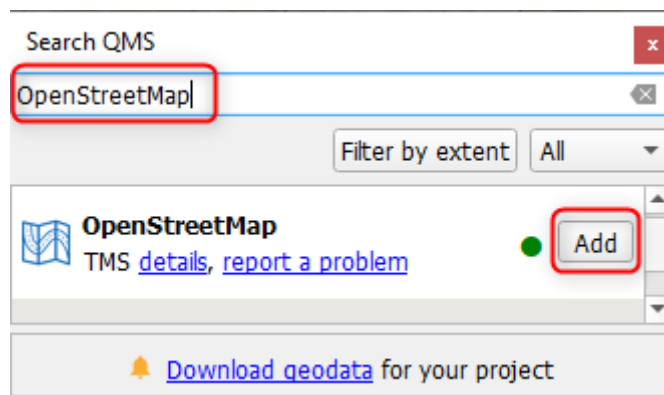 Search QMS
x
OpenStreetMap
Filter by extent All
OpenStreetMap
TMS details, report a problem
Add
Download geodata for your project